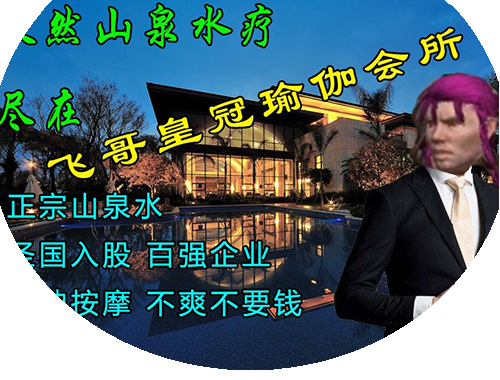 然山泉水疗
尽在
飞哥皇冠瑜伽会所
正宗山泉水
国入股 百强企业
按摩 不爽不要钱